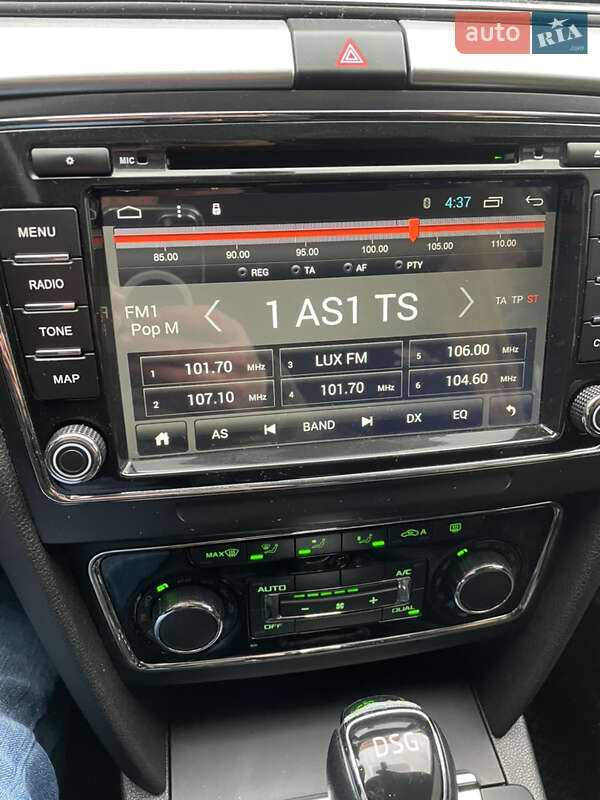 auto RIA.com
MIC
MENU
RADIO
TONE
MAP
4:37
85.00 90.00 95.00 100.00 105.00 110.00
REG TA AF PTY
FM1
Pop M
1 AS1 TS
TA TP ST
1 101.70 MHz
3 LUX FM
5 106.00 MHz
2 107.10 MHz
4 101.70 MHz
6 104.60 MHz
AS BAND DX EQ
MAX
A
AUTO
A/C
OFF
DUAL
DSG